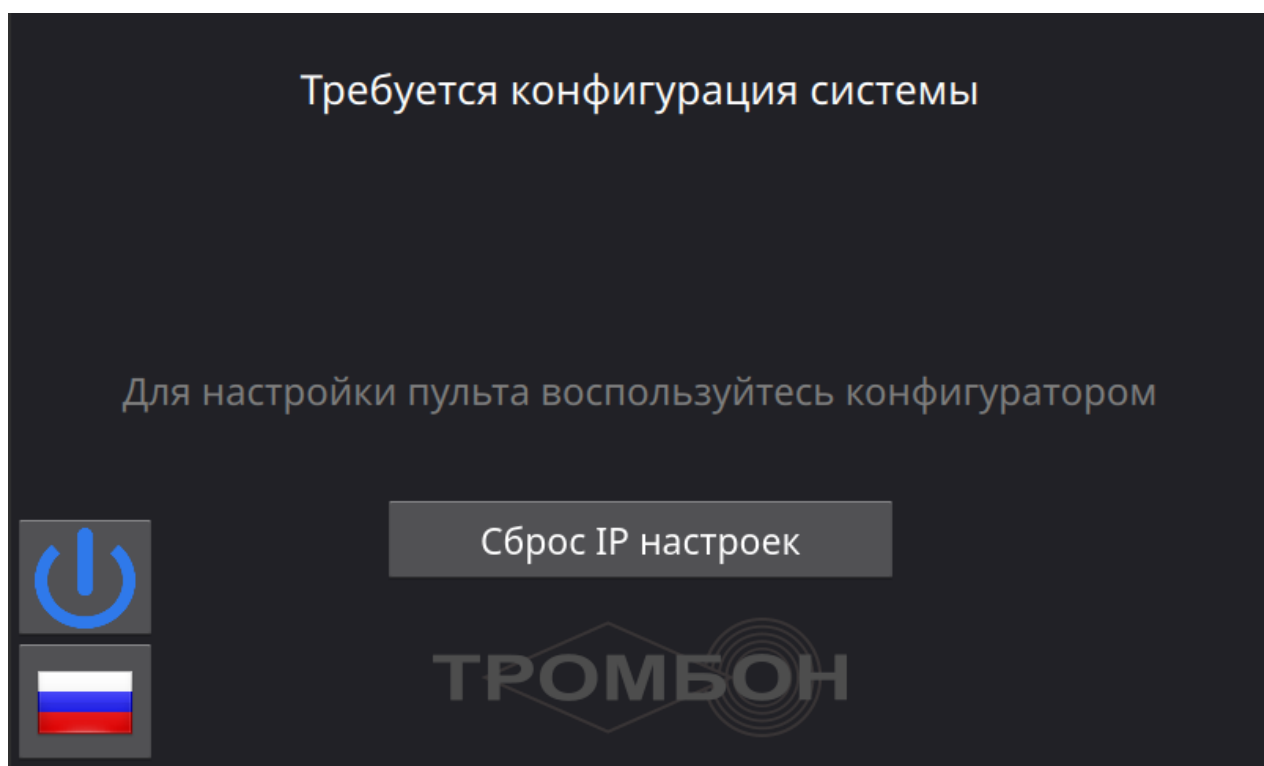 Требуется конфигурация системы
Для настройки пульта воспользуйтесь конфигуратором
Сброс IP настроек
ТРОМБОН